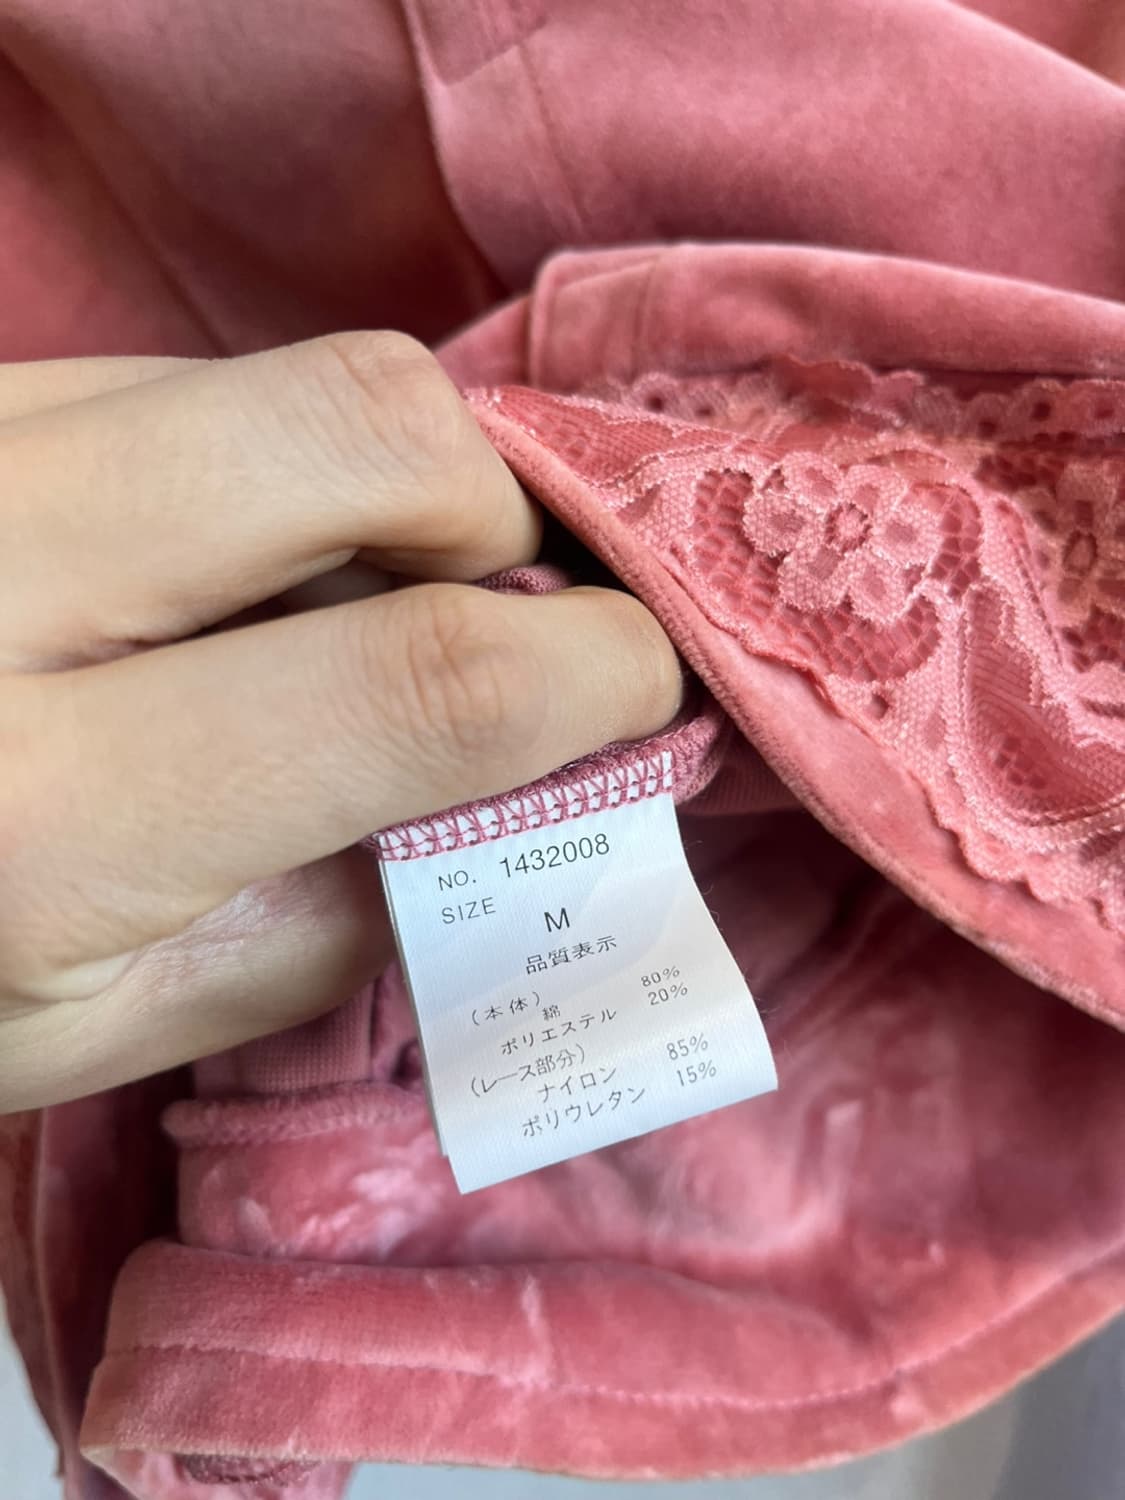 NO. 1432008
SIZE M
品質表示
(本体)
綿 80%
ポリエステル 20%
(レース部分)
ナイロン 85%
ポリウレタン 15%